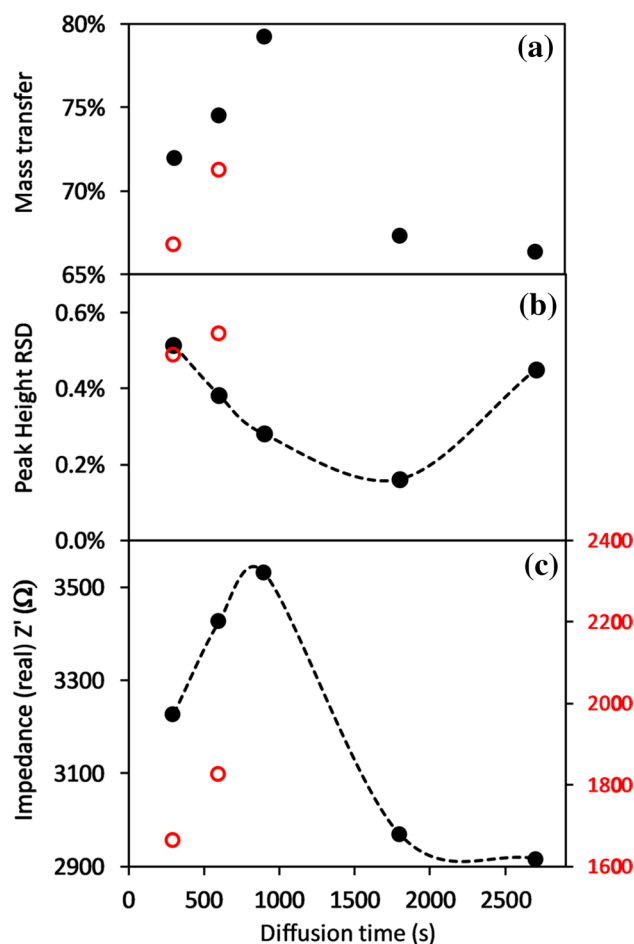 80%
(a)
75%
70%
65%
Mass transfer
0.6%
(b)
0.4%
0.2%
0.0%
Peak Height RSD
2400
3500
(c)
2200
3300
2000
3100
1800
2900
1600
Impedance (real) Z' (Ω)
0 500 1000 1500 2000 2500
Diffusion time (s)